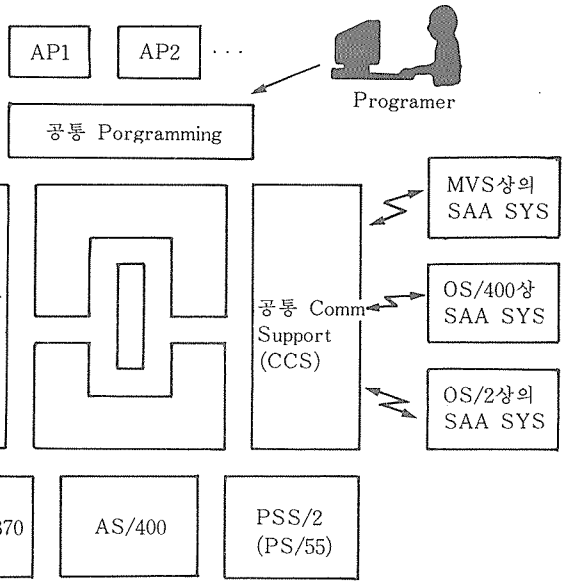 AP1
AP2 ...
Programer
공통 Porgramming
MVS상의
SAA SYS
공통 Comm
Support
(CCS)
OS/400상
SAA SYS
OS/2상의
SAA SYS
370
AS/400
PSS/2
(PS/55)